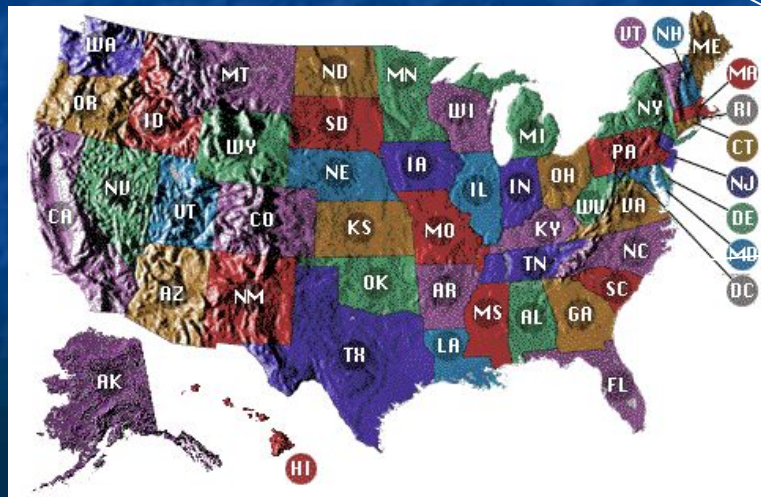 WA
MT
ND
MN
VT
NH
ME
OR
ID
SD
WI
MI
NY
MA
RI
WY
NE
IA
PA
CT
NV
UT
CO
IL
IN
OH
NJ
CA
KS
MO
KY
WV
VA
DE
MD
AZ
NM
OK
AR
TN
NC
DC
TX
LA
MS
AL
GA
SC
AK
FL
HI